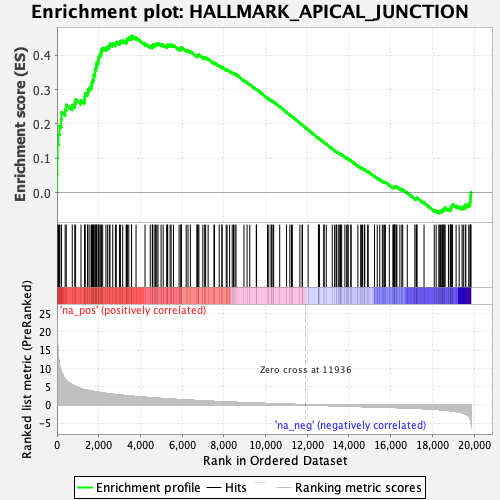 Enrichment plot: HALLMARK_APICAL_JUNCTION
Enrichment score (ES)
0.4
0.3
0.2
0.1
0.0
'na_pos' (positively correlated)
Ranked list metric (PreRanked)
25
20
15
10
5
0
-5
Zero cross at 11936
'na_neg' (negatively correlated)
0
2,000
4,000
6,000
8,000
10,000
12,000
14,000
16,000
18,000
20,000
Rank in Ordered Dataset
Enrichment profile
Hits
Ranking metric scores